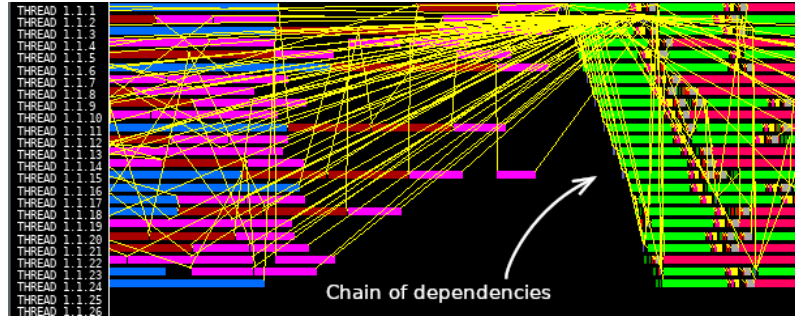 THREAD 1.1.1
THREAD 1.1.2
THREAD 1.1.3
THREAD 1.1.4
THREAD 1.1.5
THREAD 1.1.6
THREAD 1.1.7
THREAD 1.1.8
THREAD 1.1.9
THREAD 1.1.10
THREAD 1.1.11
THREAD 1.1.12
THREAD 1.1.13
THREAD 1.1.14
THREAD 1.1.15
THREAD 1.1.16
THREAD 1.1.17
THREAD 1.1.18
THREAD 1.1.19
THREAD 1.1.20
THREAD 1.1.21
THREAD 1.1.22
THREAD 1.1.23
THREAD 1.1.24
THREAD 1.1.25
THREAD 1.1.26
Chain of dependencies